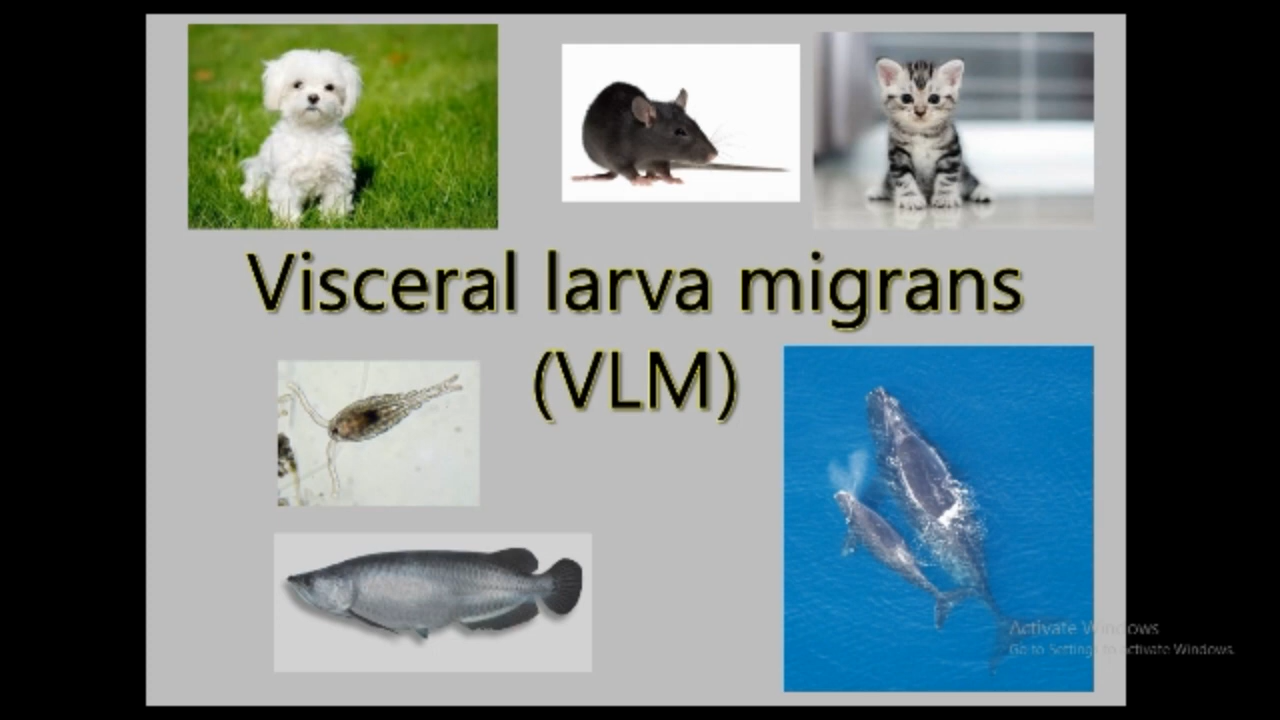 Visceral larva migrans
(VLM)
Activate Windows
Go to Settings to activate Windows.